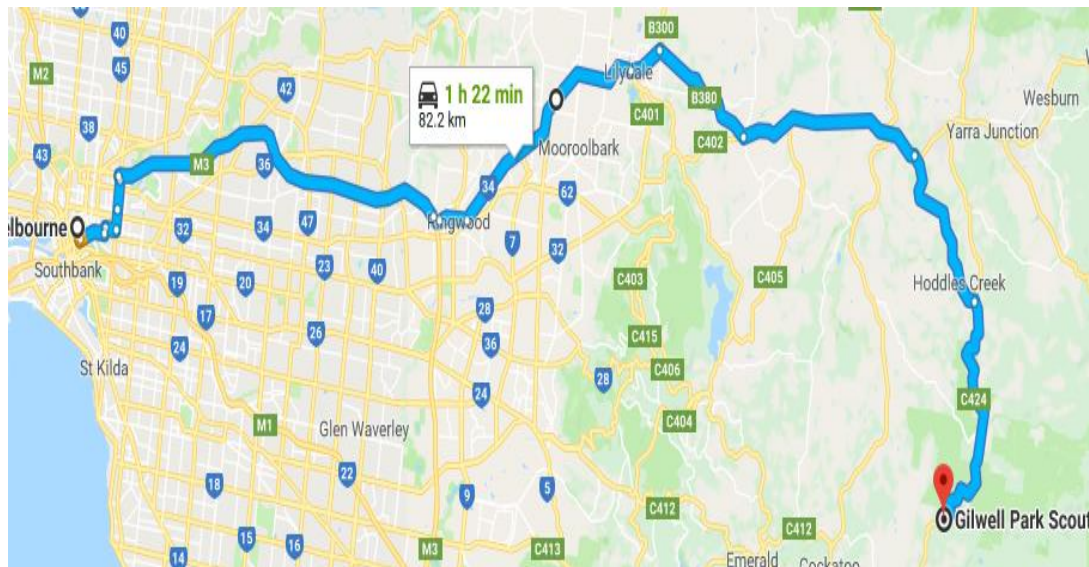 40
M2
45
42
38
43
M3
36
1 h 22 min
82.2 km
B300
Lilydale
B380
C401
C402
Mooroolbark
34
62
Wesburn
Yarra Junction
elbourne
Southbank
32
34
47
Ringwood
7
32
23
40
19
20
17
26
24
28
36
24
St Kilda
C403
C405
C415
C406
28
C404
Hoddles Creek
C424
M1
Glen Waverley
22
18
9
5
C412
C412
Gilwell Park Scout
15
16
14
M3
C413
Emerald
Cockatoo